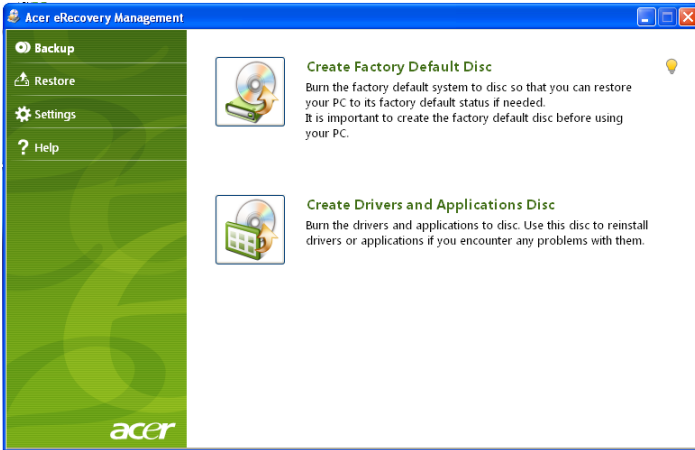 Acer eRecovery Management
Backup
Restore
Settings
? Help
Create Factory Default Disc
Burn the factory default system to disc so that you can restore
your PC to its factory default status if needed.
It is important to create the factory default disc before using
your PC.
Create Drivers and Applications Disc
Burn the drivers and applications to disc. Use this disc to reinstall
drivers or applications if you encounter any problems with them.
acer